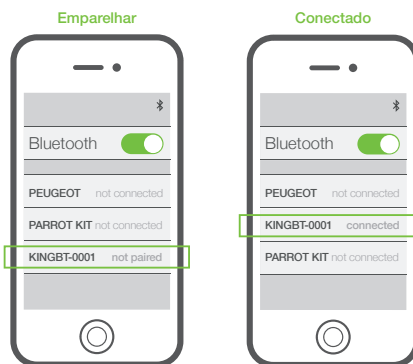 Emparelhar
Bluetooth
PEUGEOT not connected
PARROT KIT not connected
KINGBT-0001 not paired
Conectado
Bluetooth
PEUGEOT not connected
KINGBT-0001 connected
PARROT KIT not connected